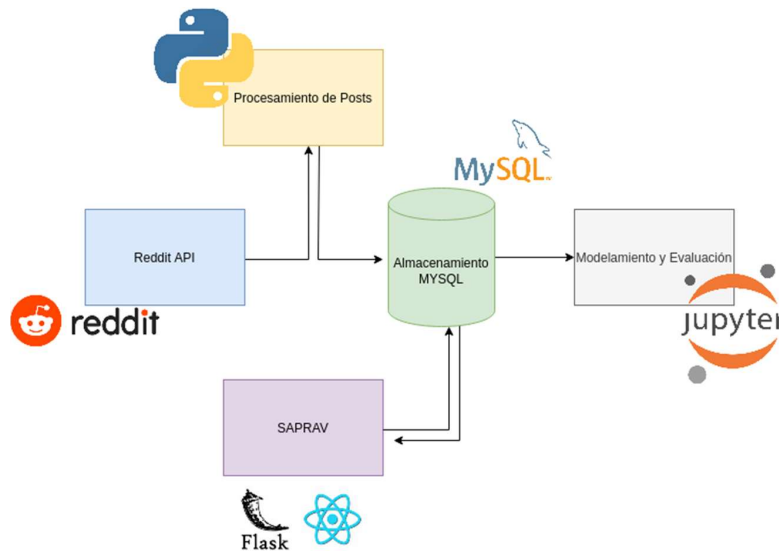 Procesamiento de Posts
MySQL
Reddit API
Almacenamiento
MYSQL
Modelamiento y Evaluación
reddit
jupyter
SAPRAV
Flask